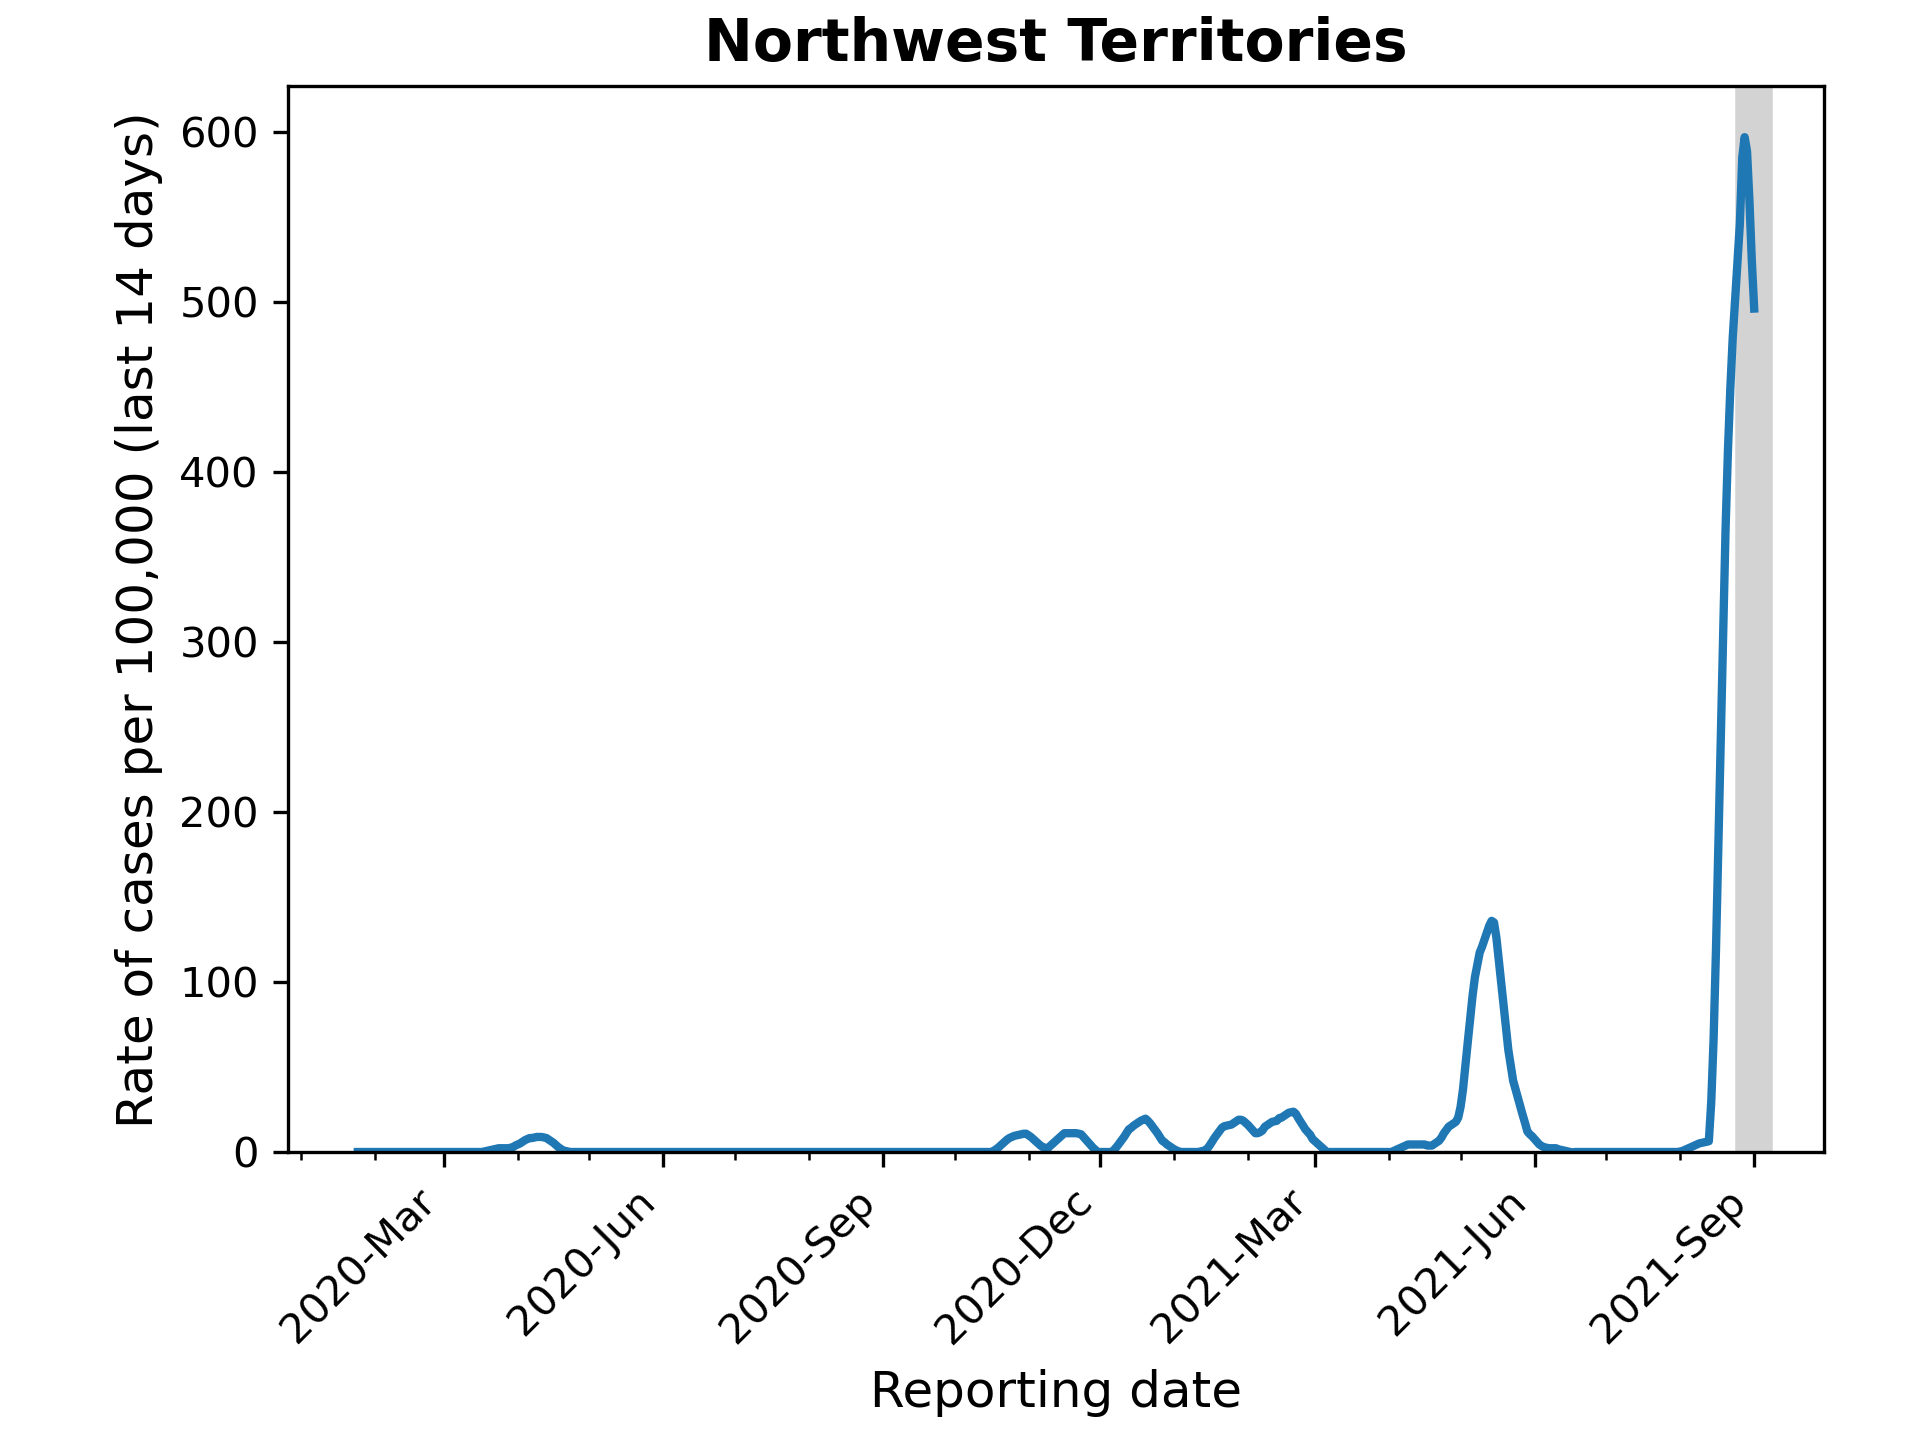 Northwest Territories
Rate of cases per 100,000 (last 14 days)
600
500
400
300
200
100
0
2020-Mar
2020-Jun
2020-Sep
2020-Dec
2021-Mar
2021-Jun
2021-Sep
Reporting date